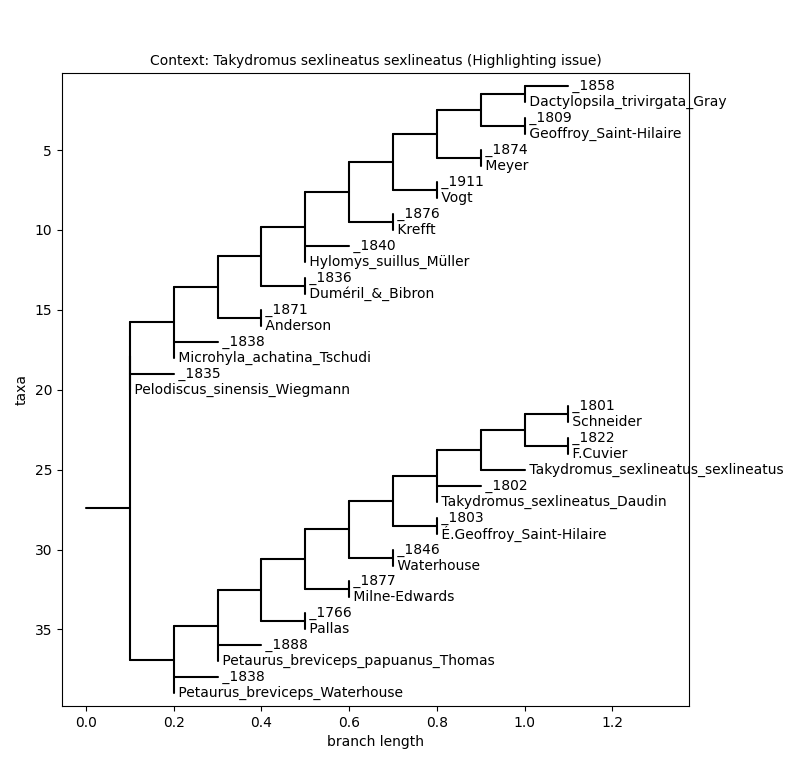 Context: Takydromus sexlineatus sexlineatus (Highlighting issue)
_1858
Dactylopsila_trivirgata_Gray
_1809
Geoffroy_Saint-Hilaire
_1874
Meyer
_1911
Vogt
_1876
Krefft
_1840
Hylomys_suillus_Müller
_1836
Duméril_&_Bibron
_1871
Anderson
_1838
Microhyla_achatina_Tschudi
_1835
Pelodiscus_sinensis_Wiegmann
_1801
Schneider
_1822
F.Cuvier
Takydromus_sexlineatus_sexlineatus
_1802
Takydromus_sexlineatus_Daudin
_1803
É.Geoffroy_Saint-Hilaire
_1846
Waterhouse
_1877
Milne-Edwards
_1766
Pallas
_1888
Petaurus_breviceps_papuanus_Thomas
_1838
Petaurus_breviceps_Waterhouse
5
10
15
20
25
30
35
taxa
0.0 0.2 0.4 0.6 0.8 1.0 1.2
branch length